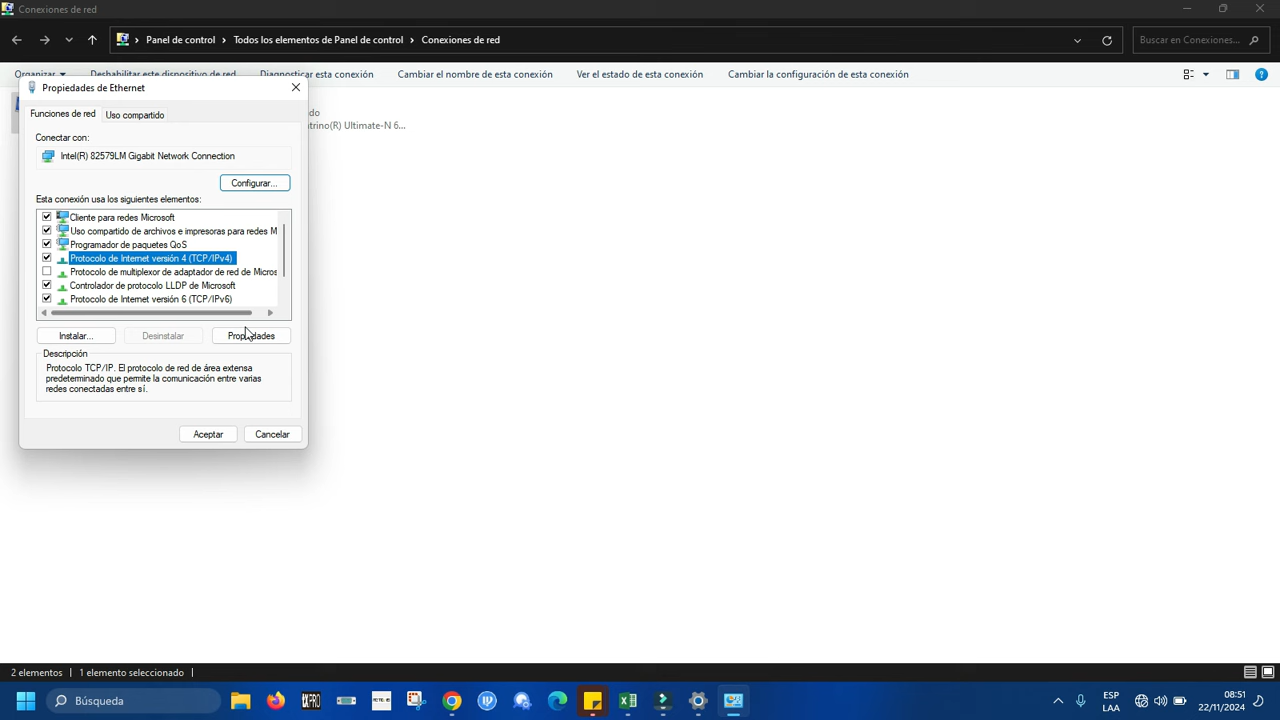 Conexiones de red
Panel de control > Todos los elementos de Panel de control > Conexiones de red
Buscar en Conexiones...
Organizar Deshabilitar este dispositivo de red Diagnosticar esta conexión Cambiar el nombre de esta conexión Ver el estado de esta conexión Cambiar la configuración de esta conexión
Propiedades de Ethernet
Funciones de red Uso compartido
do
trino(R) Ultimate-N 6...
Conectar con:
Intel(R) 82579LM Gigabit Network Connection
Configurar...
Esta conexión usa los siguientes elementos:
Cliente para redes Microsoft
Uso compartido de archivos e impresoras para redes M
Programador de paquetes QoS
Protocolo de Internet versión 4 (TCP/IPv4)
Protocolo de multiplexor de adaptador de red de Micros
Controlador de protocolo LLDP de Microsoft
Protocolo de Internet versión 6 (TCP/IPv6)
Instalar... Desinstalar Propiedades
Descripción
Protocolo TCP/IP. El protocolo de red de área extensa
predeterminado que permite la comunicación entre varias
redes conectadas entre sí.
Aceptar Cancelar
2 elementos 1 elemento seleccionado
Búsqueda
XPRO
ESP
LAA
08:51
22/11/2024